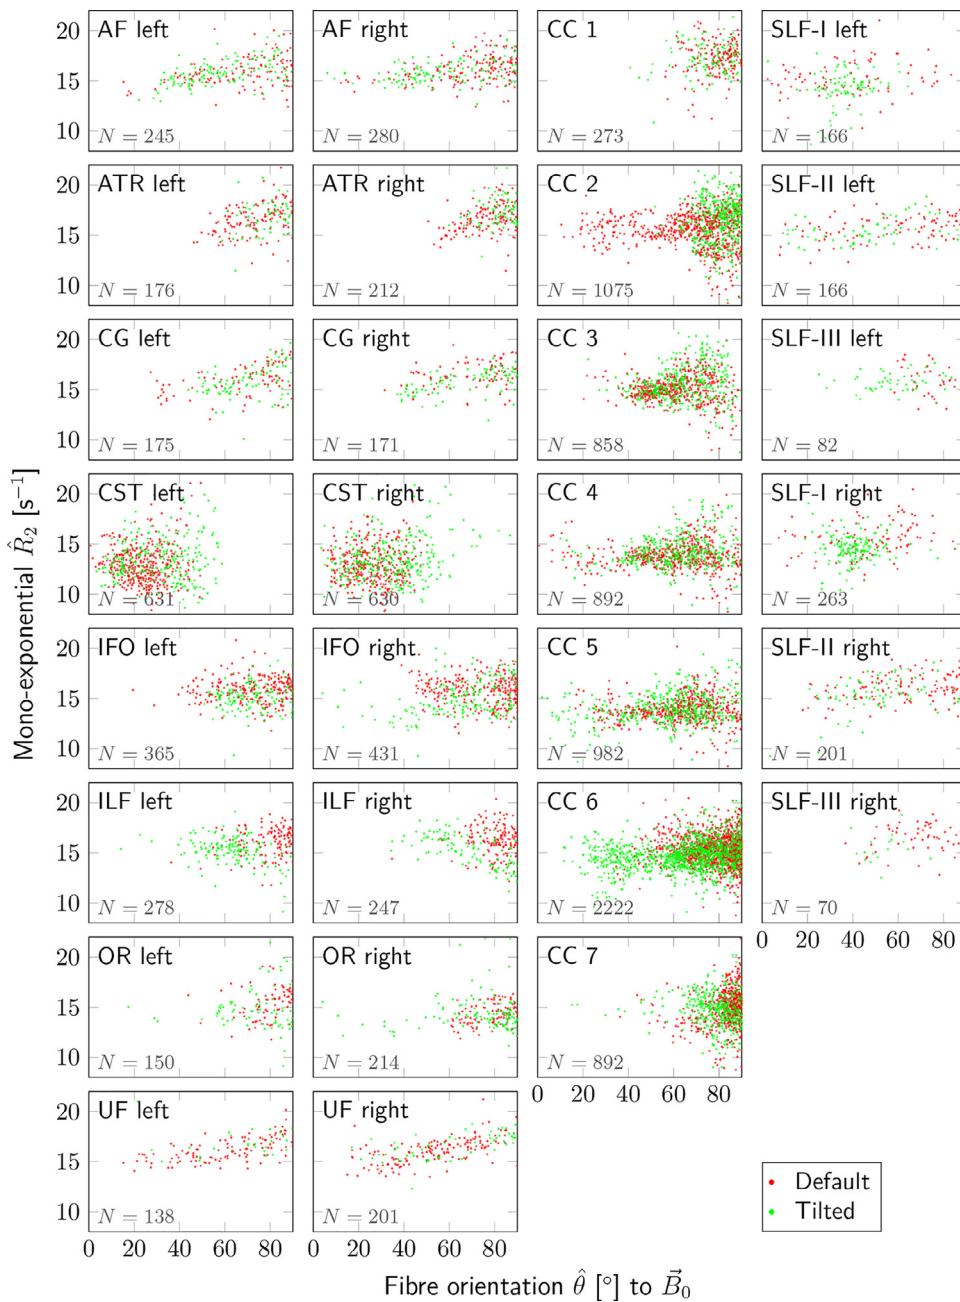 AF left
AF right
CC 1
SLF-I left
20
15
10
N = 245
N = 280
N = 273
N = 166
ATR left
ATR right
CC 2
SLF-II left
20
15
10
N = 176
N = 212
N = 1075
N = 166
CG left
CG right
CC 3
SLF-III left
20
15
10
N = 175
N = 171
N = 858
N = 82
CST left
CST right
CC 4
SLF-I right
20
15
10
N = 631
N = 630
N = 892
N = 263
IFO left
IFO right
CC 5
SLF-II right
20
15
10
N = 365
N = 431
N = 982
N = 201
ILF left
ILF right
CC 6
SLF-III right
20
15
10
N = 278
N = 247
N = 2222
N = 70
0 20 40 60 80
OR left
OR right
CC 7
20
15
10
N = 150
N = 214
N = 892
0 20 40 60 80
UF left
UF right
20
15
10
N = 138
N = 201
0 20 40 60 80
0 20 40 60 80
Default
Tilted
Mono-exponential R̂₂ [s⁻¹]
Fibre orientation θ̂ [°] to B⃗₀